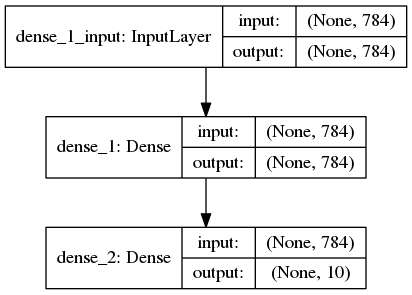 dense_1_input: InputLayer
input: (None, 784)
output: (None, 784)
dense_1: Dense
input: (None, 784)
output: (None, 784)
dense_2: Dense
input: (None, 784)
output: (None, 10)